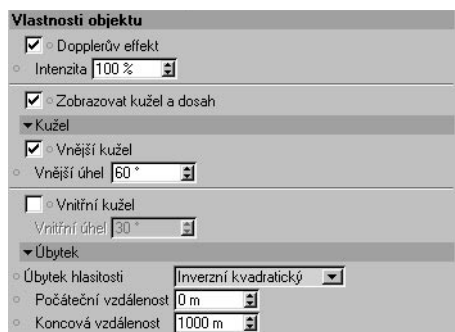 Vlastnosti objektu
Dopplerův effekt
Intenzita 100 %
Zobrazovat kužel a dosah
Kužel
Vnější kužel
Vnější úhel 60 °
Vnitřní kužel
Vnitřní úhel 30 °
Úbytek
Úbytek hlasitosti Inverzní kvadratický
Počáteční vzdálenost 0 m
Koncová vzdálenost 1000 m